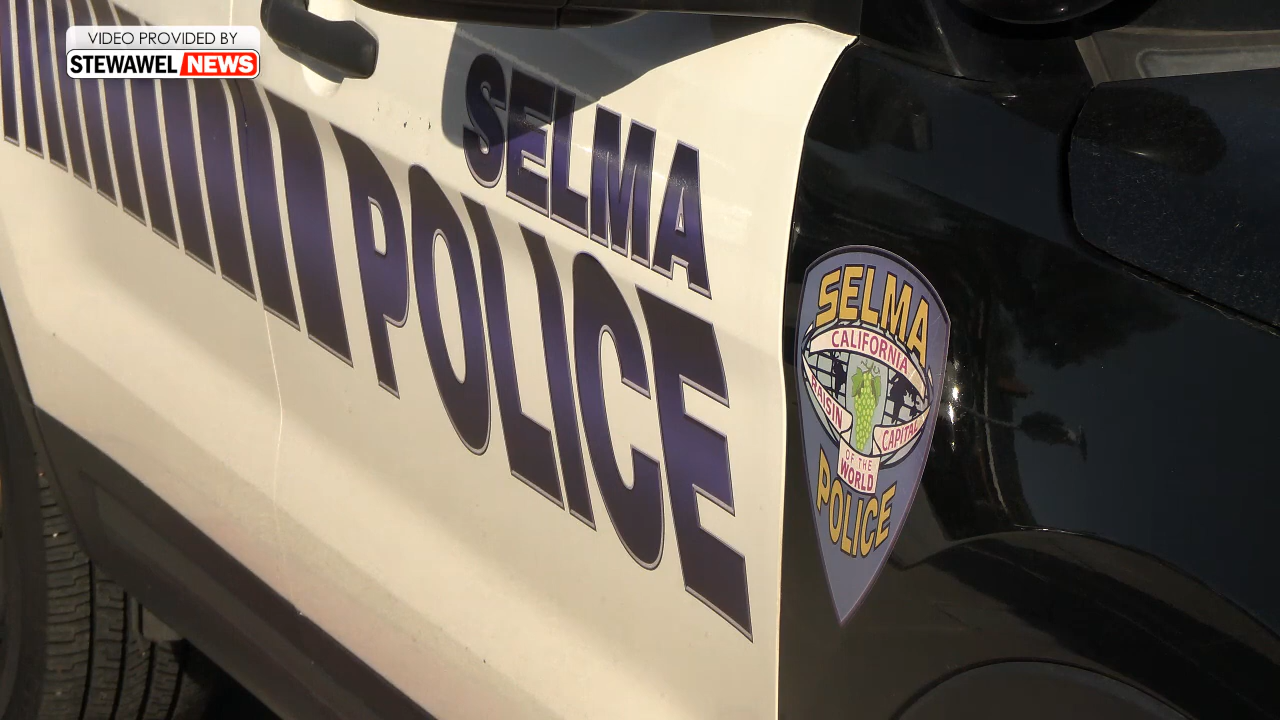 VIDEO PROVIDED BY
STEWAWEL NEWS
SELMA
POLICE
SELMA
CALIFORNIA
RAISIN CAPITAL
OF THE
WORLD
POLICE